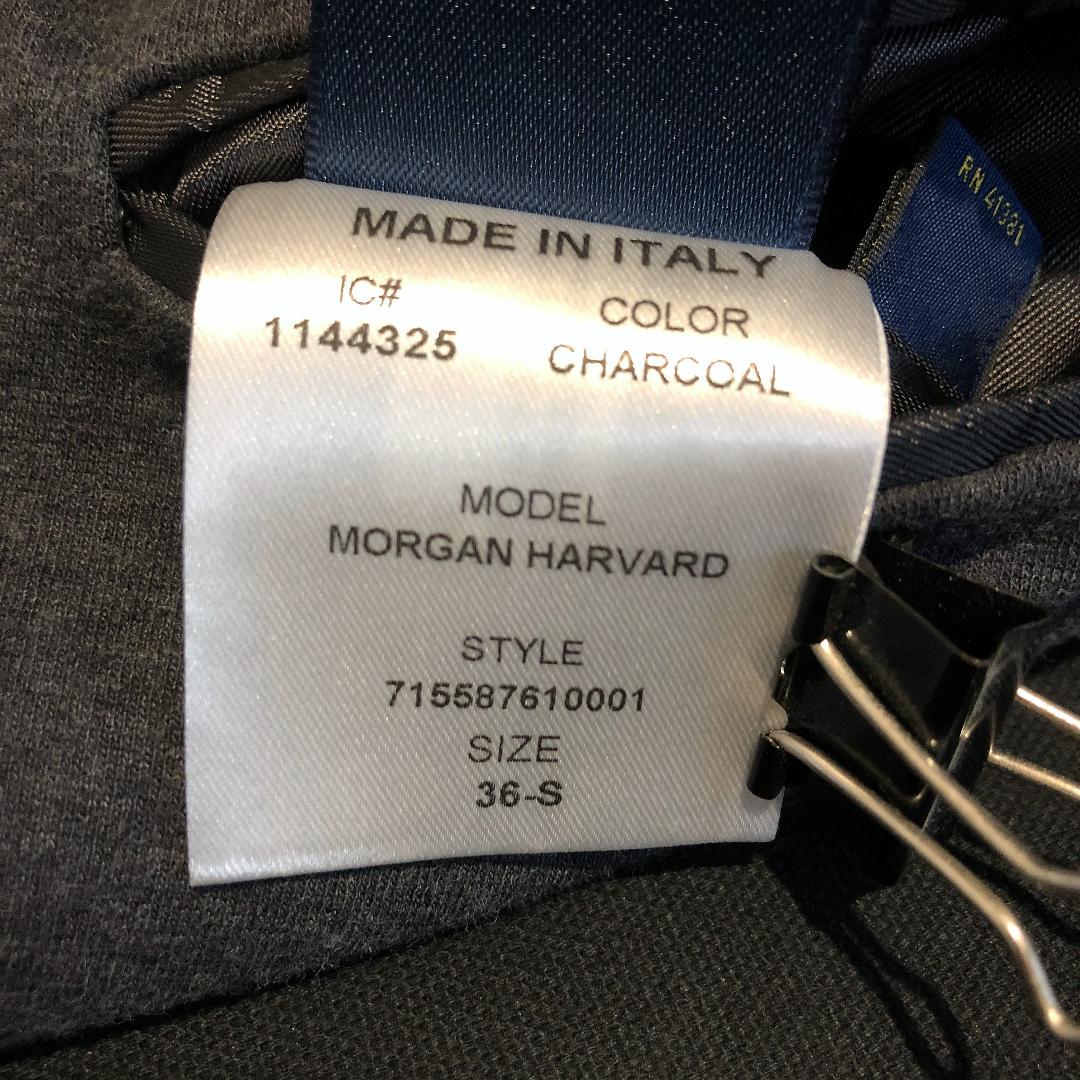 MADE IN ITALY
IC#
1144325
COLOR
CHARCOAL
MODEL
MORGAN HARVARD
STYLE
715587610001
SIZE
36-S
RN 41381